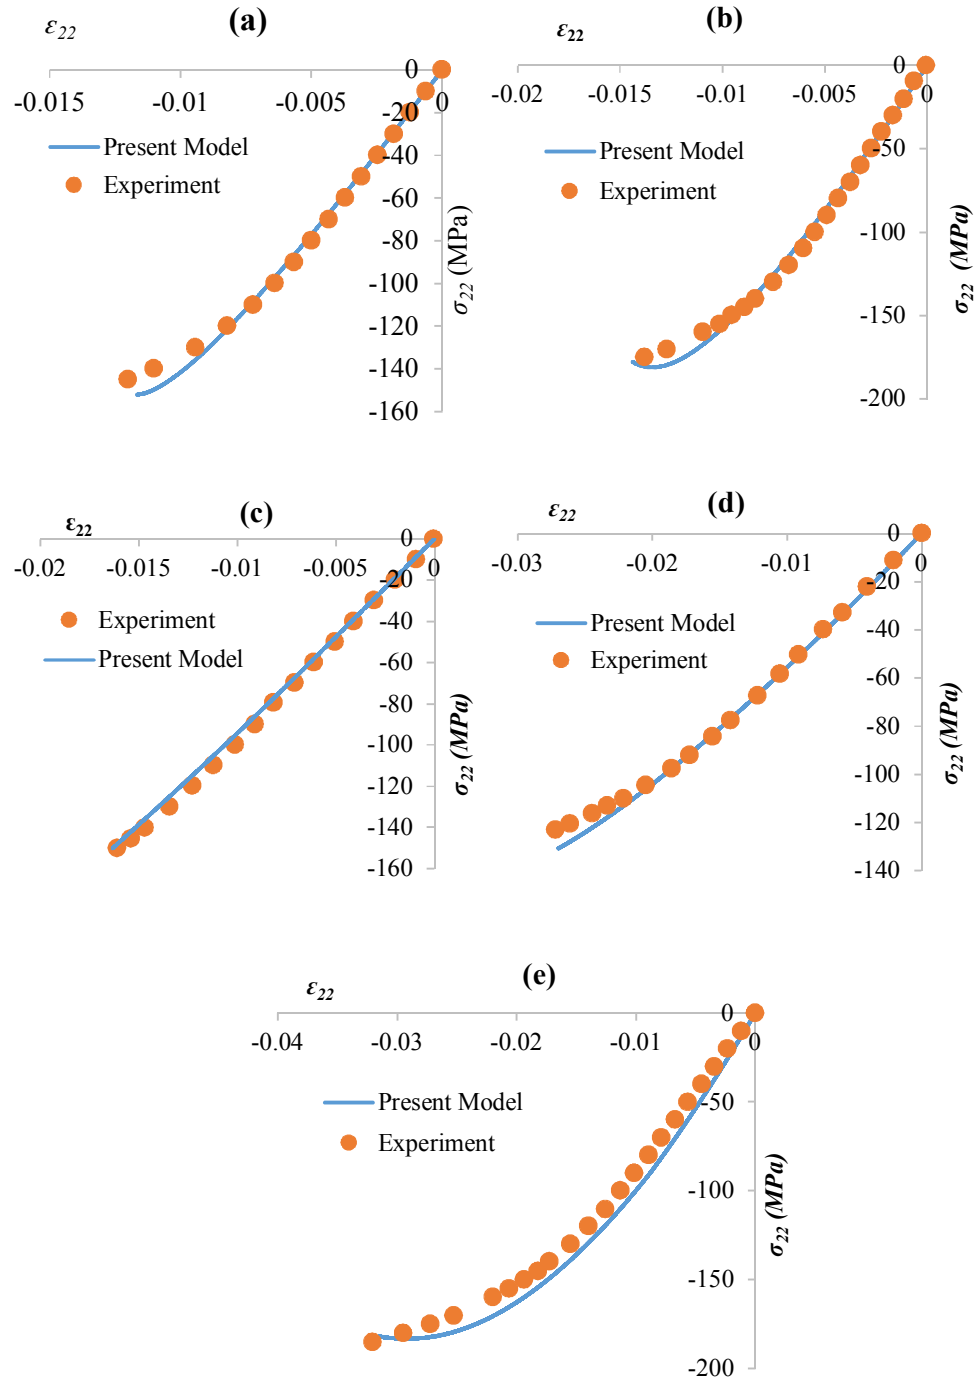 ε22 (a)
0
-0.015 -0.01 -0.005 0
-20
Present Model
-40
Experiment
-60
-80
-100
-120
-140
-160
σ22 (MPa)
ε22 (b)
0
-0.02 -0.015 -0.01 -0.005 0
Present Model
-50
Experiment
-100
-150
-200
σ22 (MPa)
ε22 (c)
0
-0.02 -0.015 -0.01 -0.005 0
-20
Experiment
-40
Present Model
-60
-80
-100
-120
-140
-160
σ22 (MPa)
ε22 (d)
0
-0.03 -0.02 -0.01 0
-20
Present Model
-40
Experiment
-60
-80
-100
-120
-140
σ22 (MPa)
ε22 (e)
0
-0.04 -0.03 -0.02 -0.01 0
Present Model
-50
Experiment
-100
-150
-200
σ22 (MPa)